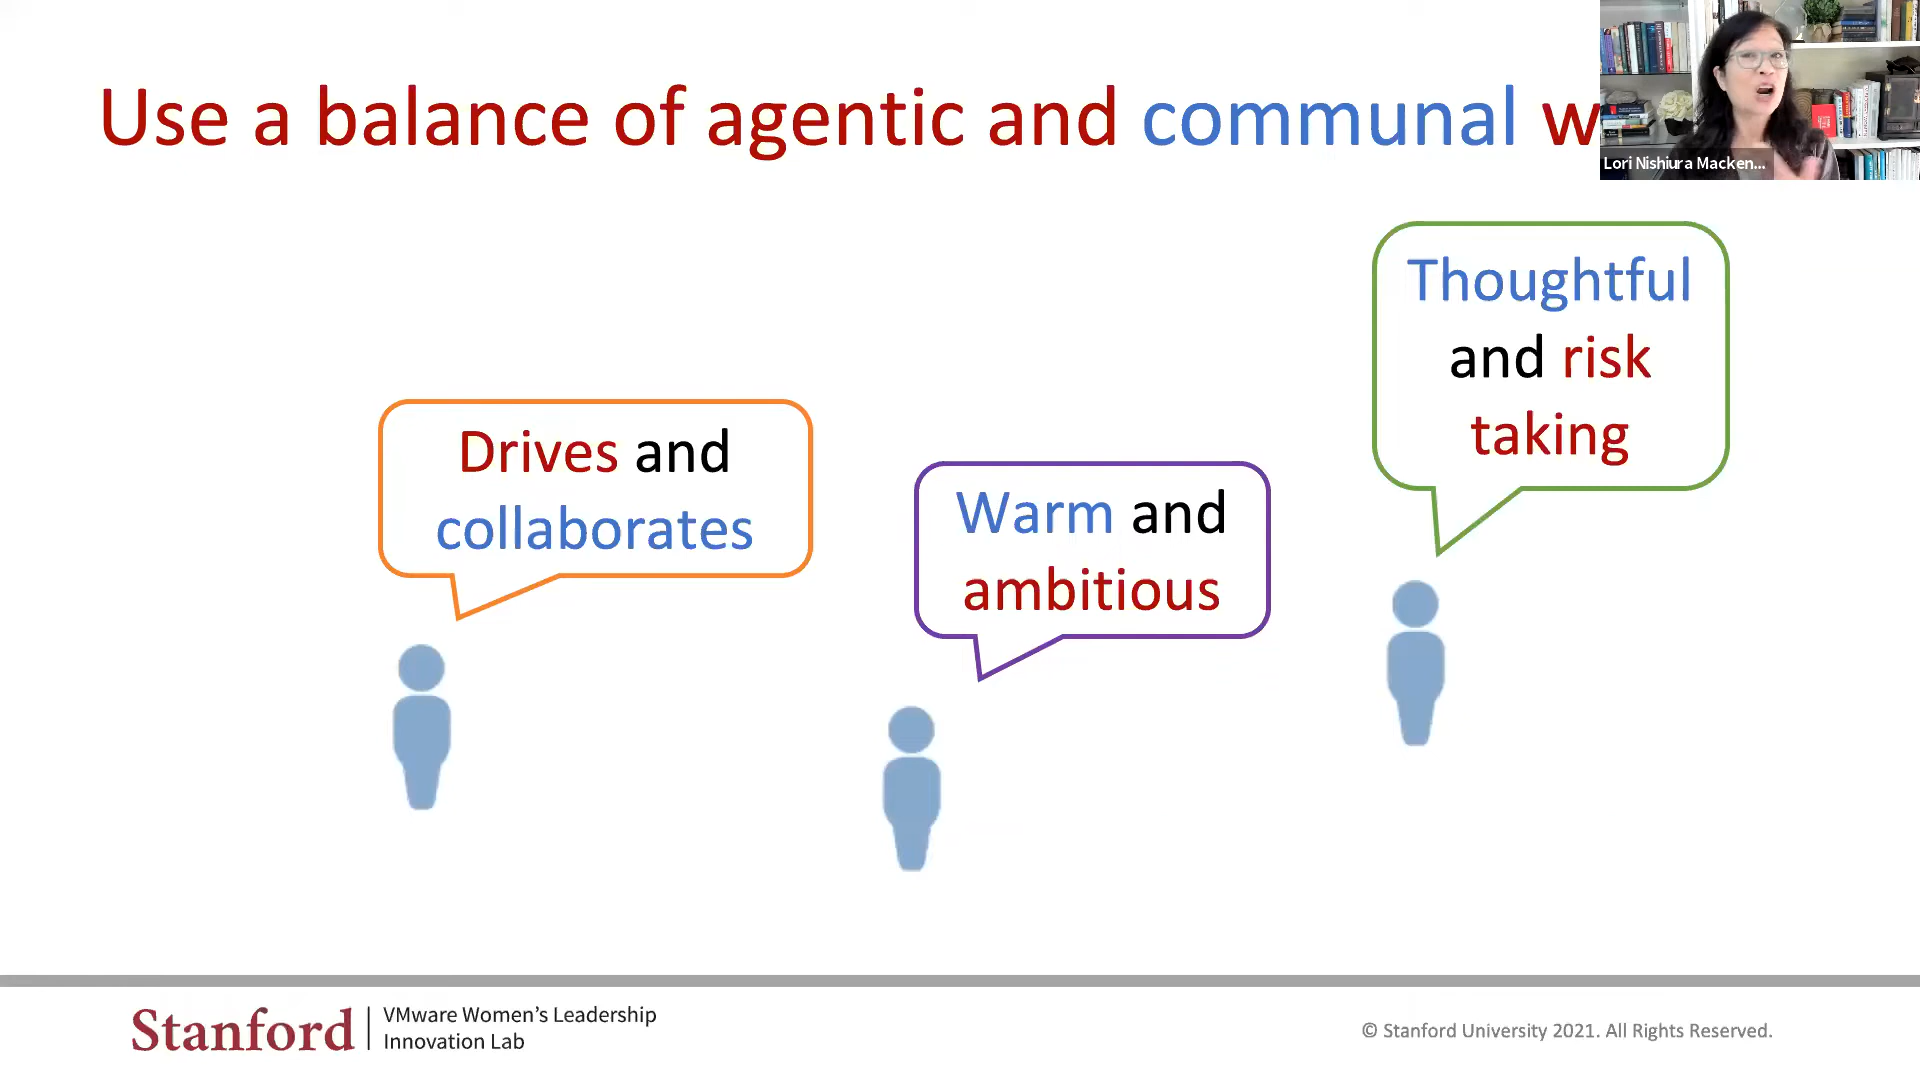 Use a balance of agentic and communal w
Lori Nishiura Macken...
Thoughtful
and risk
taking
Drives and
collaborates
Warm and
ambitious
Stanford
VMware Women's Leadership
Innovation Lab
© Stanford University 2021. All Rights Reserved.